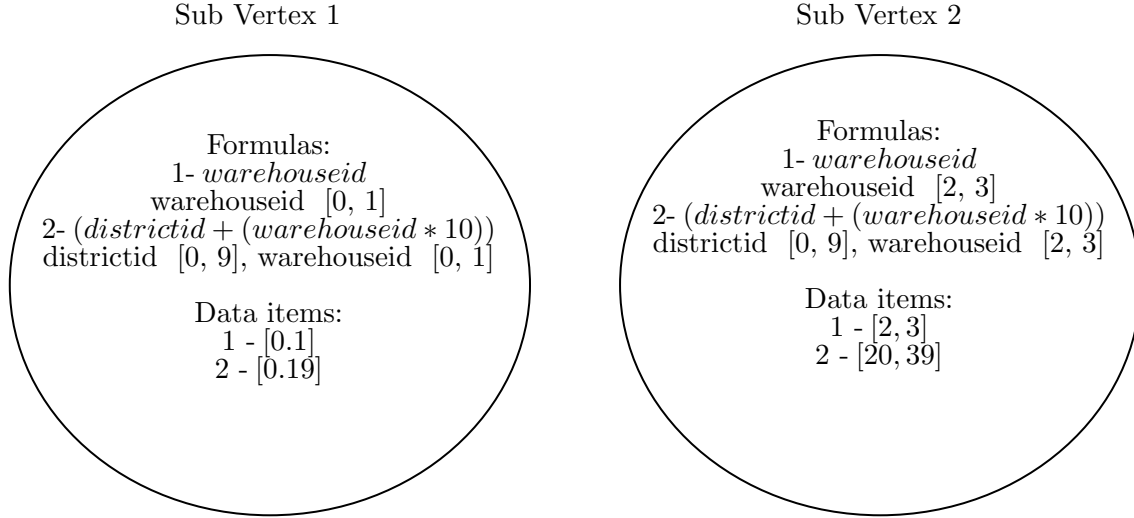 Sub Vertex 1
Formulas:
1- warehouseid
warehouseid [0, 1]
2- (districtid + (warehouseid * 10))
districtid [0, 9], warehouseid [0, 1]
Data items:
1 - [0.1]
2 - [0.19]
Sub Vertex 2
Formulas:
1- warehouseid
warehouseid [2, 3]
2- (districtid + (warehouseid * 10))
districtid [0, 9], warehouseid [2, 3]
Data items:
1 - [2, 3]
2 - [20, 39]